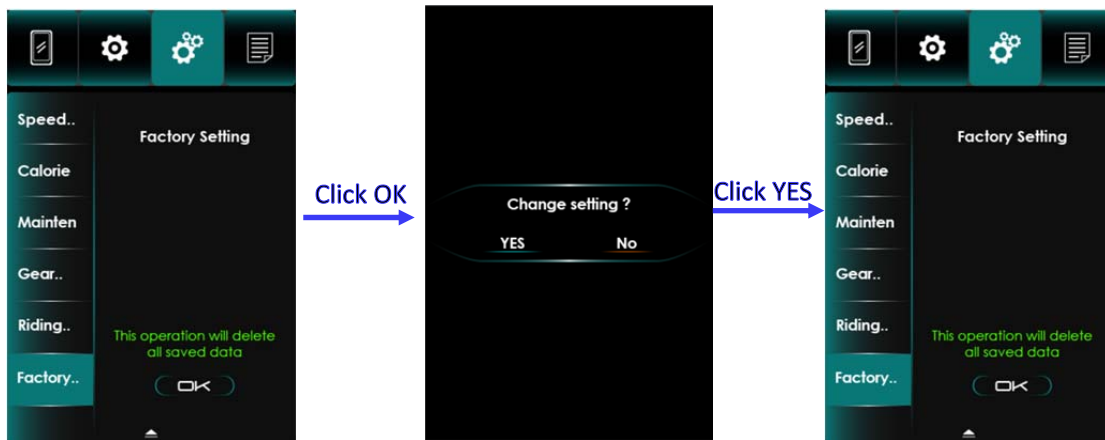 Speed..
Calorie
Mainten
Gear..
Riding..
Factory..
Factory Setting
This operation will delete
all saved data
OK
Click OK
Change setting ?
YES No
Click YES
Speed..
Calorie
Mainten
Gear..
Riding..
Factory..
Factory Setting
This operation will delete
all saved data
OK